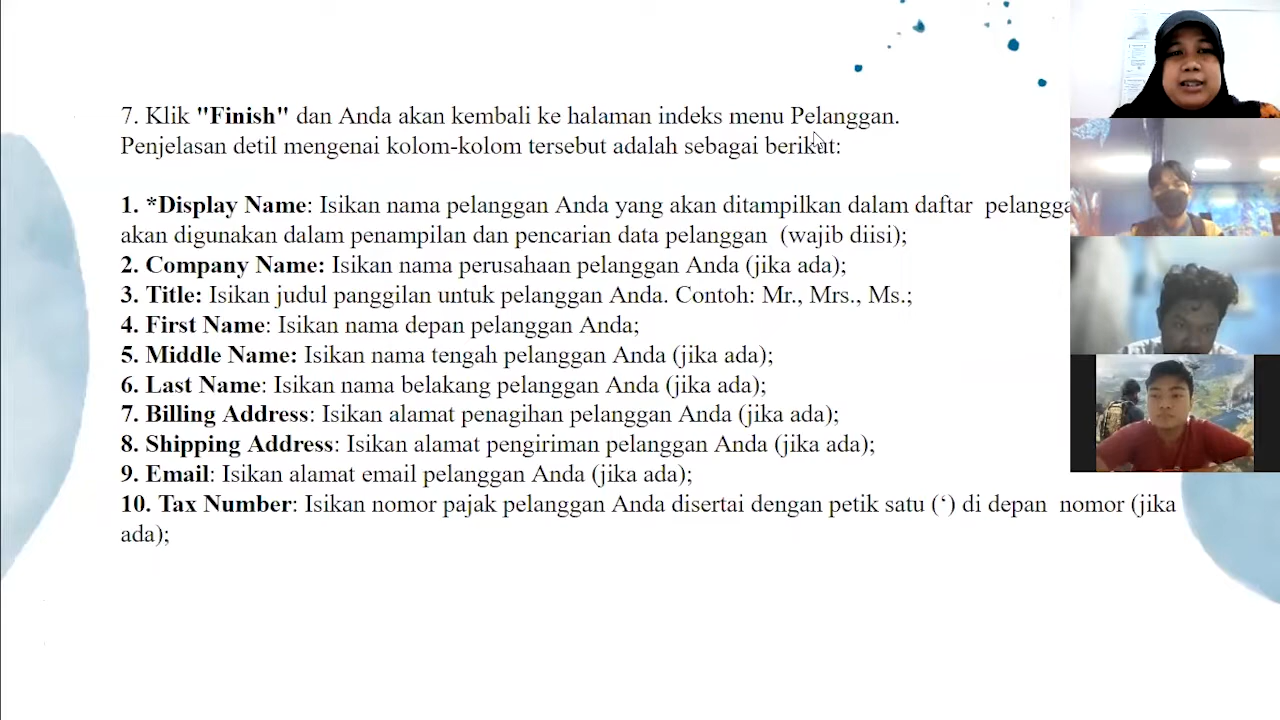 7. Klik "Finish" dan Anda akan kembali ke halaman indeks menu Pelanggan.
Penjelasan detil mengenai kolom-kolom tersebut adalah sebagai berikut:
1. *Display Name: Isikan nama pelanggan Anda yang akan ditampilkan dalam daftar
akan digunakan dalam penampilan dan pencarian data pelanggan (wajib diisi);
2. Company Name: Isikan nama perusahaan pelanggan Anda (jika ada);
3. Title: Isikan judul panggilan untuk pelanggan Anda. Contoh: Mr., Mrs., Ms.;
4. First Name: Isikan nama depan pelanggan Anda;
5. Middle Name: Isikan nama tengah pelanggan Anda (jika ada);
6. Last Name: Isikan nama belakang pelanggan Anda (jika ada);
7. Billing Address: Isikan alamat penagihan pelanggan Anda (jika ada);
8. Shipping Address: Isikan alamat pengiriman pelanggan Anda (jika ada);
9. Email: Isikan alamat email pelanggan Anda (jika ada);
10. Tax Number: Isikan nomor pajak pelanggan Anda disertai dengan petik satu (‘) di depan nomor (jika
ada);